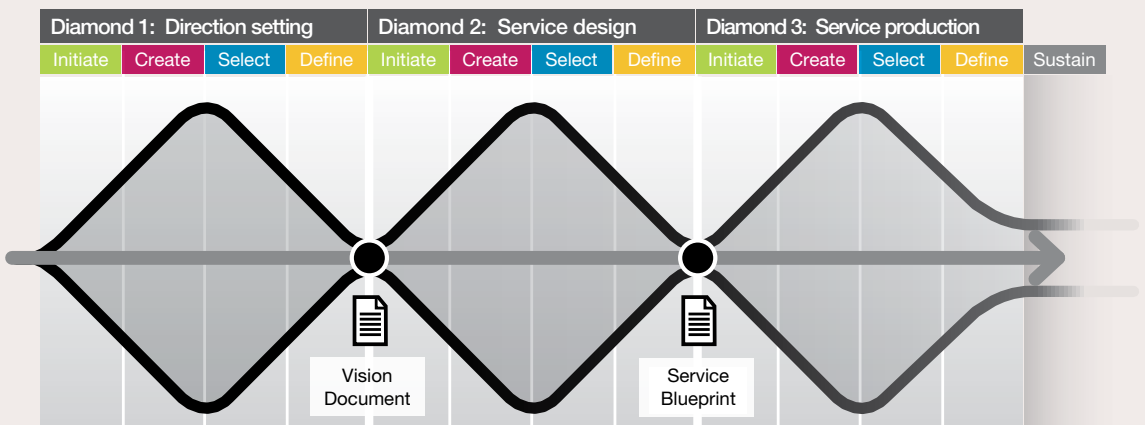 Diamond 1: Direction setting Diamond 2: Service design Diamond 3: Service production
Initiate Create Select Define Initiate Create Select Define Initiate Create Select Define Sustain
Vision
Document
Service
Blueprint